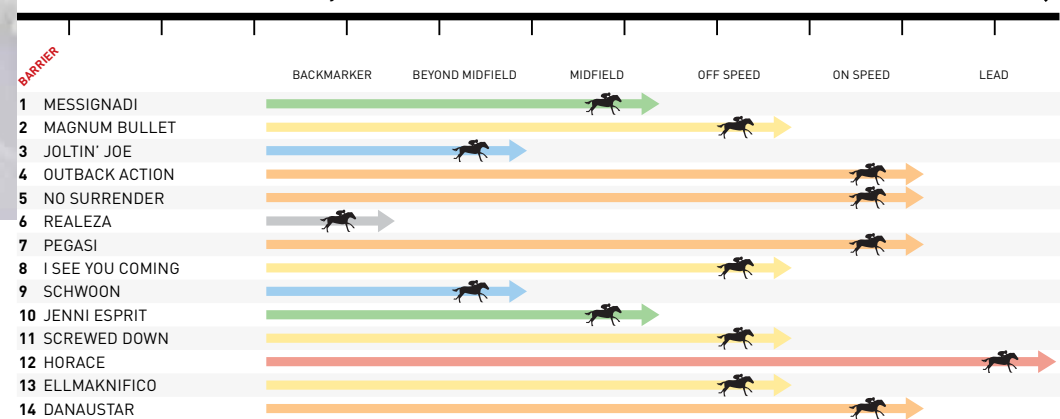 BARRIER
BACKMARKER BEYOND MIDFIELD MIDFIELD OFF SPEED ON SPEED LEAD
1 MESSIGNADI
2 MAGNUM BULLET
3 JOLTIN' JOE
4 OUTBACK ACTION
5 NO SURRENDER
6 REALEZA
7 PEGASI
8 I SEE YOU COMING
9 SCHWOON
10 JENNI ESPRIT
11 SCREWED DOWN
12 HORACE
13 ELLMAKNIFICO
14 DANAUSTAR